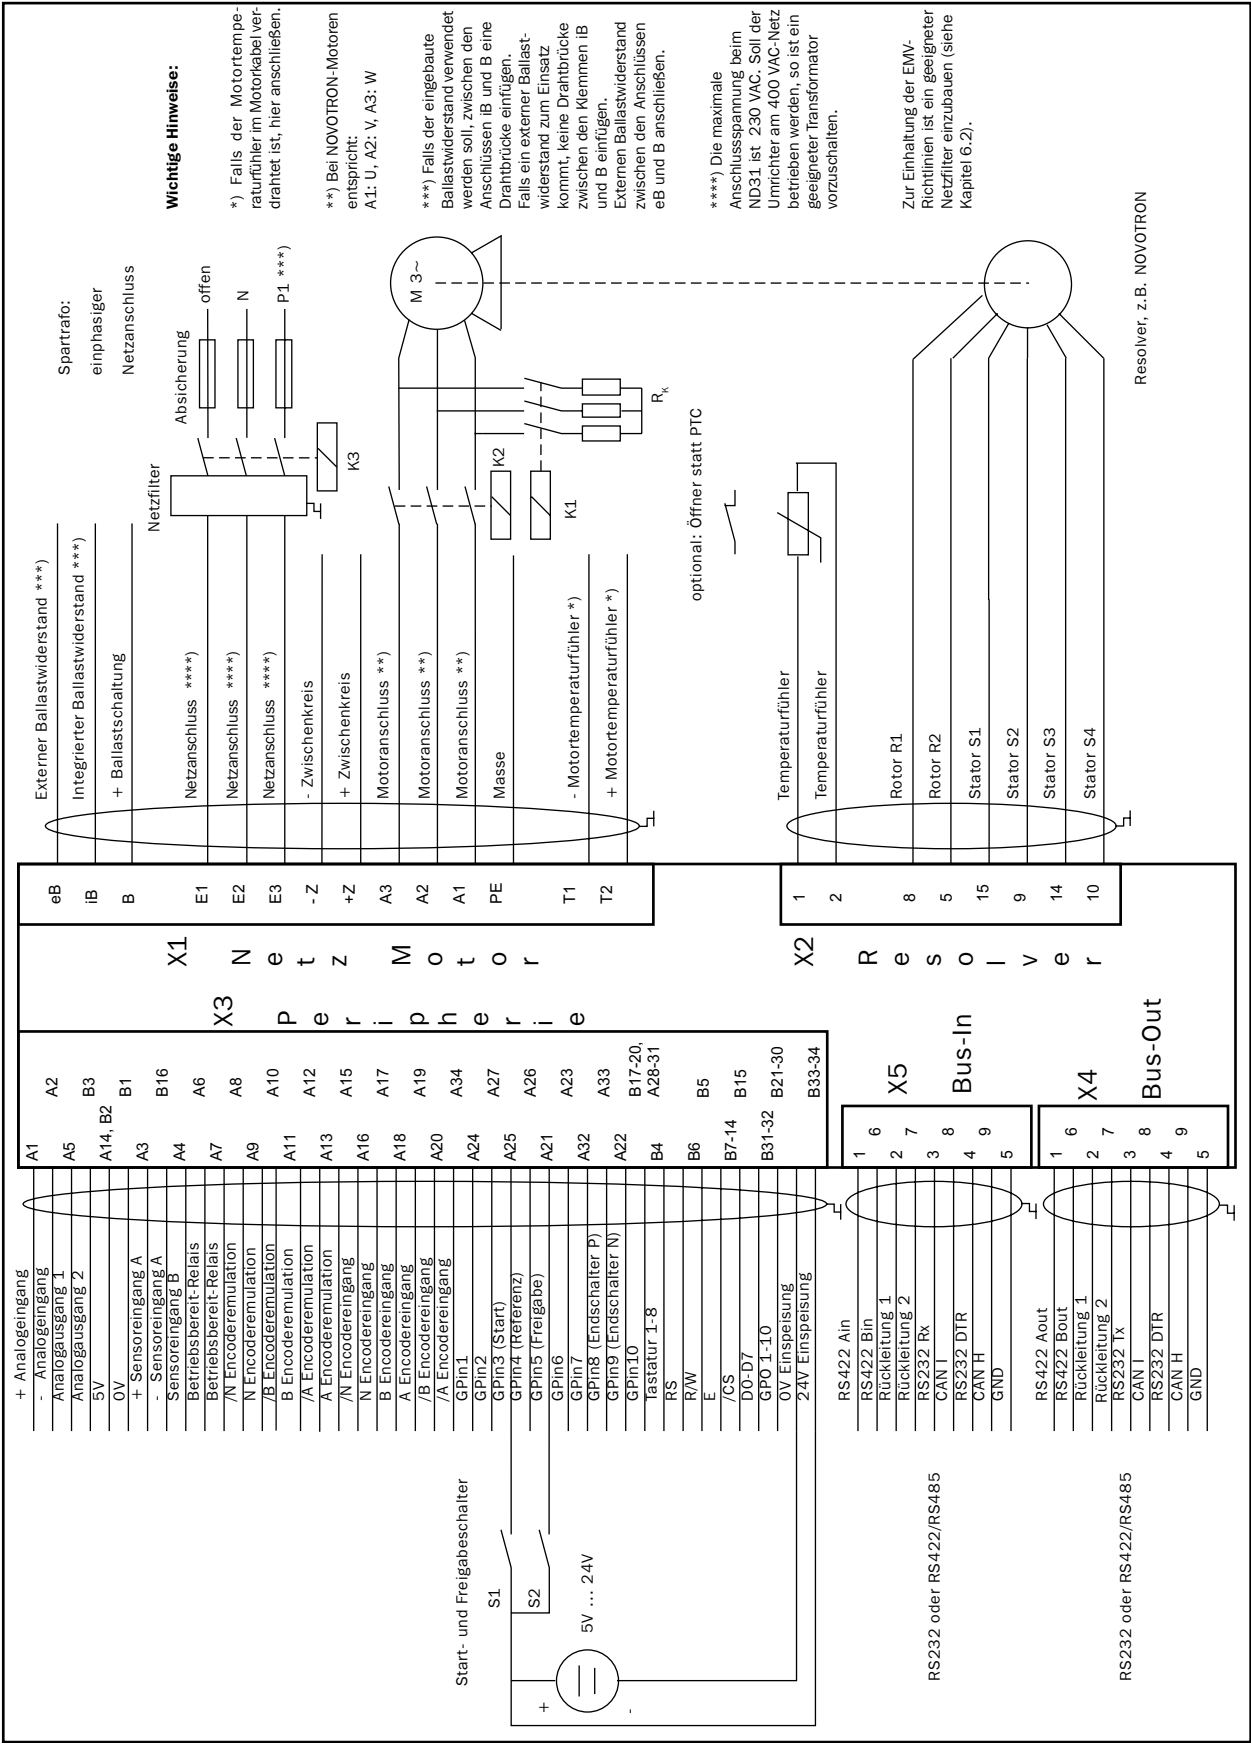 Externer Ballastwiderstand ***)
Integrierter Ballastwiderstand ***)
+ Ballastschaltung
Netzanschluss ****)
Netzanschluss ****)
Netzanschluss ****)
- Zwischenkreis
+ Zwischenkreis
Motoranschluss **)
Motoranschluss **)
Motoranschluss **)
Masse
- Motortemperaturfühler *)
+ Motortemperaturfühler *)
eB
iB
B
E1
E2
E3
-Z
+Z
A3
A2
A1
PE
T1
T2
X1
Netz Motor
Netzfilter
Absicherung
Spartrafo:
einphasiger
Netzanschluss
offen
N
P1 ***)
K3
M 3~
K2
K1
RK
optional: Öffner statt PTC
Temperaturfühler
Temperaturfühler
Rotor R1
Rotor R2
Stator S1
Stator S2
Stator S3
Stator S4
1
2
8
5
15
9
14
10
X2
Resolver
Resolver, z.B. NOVOTRON
Wichtige Hinweise:
*) Falls der Motortempe-
raturfühler im Motorkabel ver-
drahtet ist, hier anschließen.
**) Bei NOVOTRON-Motoren
entspricht:
A1: U, A2: V, A3: W
***) Falls der eingebaute
Ballastwiderstand verwendet
werden soll, zwischen den
Anschlüssen iB und B eine
Drahtbrücke einfügen.
Falls ein externer Ballast-
widerstand zum Einsatz
kommt, keine Drahtbrücke
zwischen den Klemmen iB
und B einfügen.
Externen Ballastwiderstand
zwischen den Anschlüssen
eB und B anschließen.
****) Die maximale
Anschlussspannung beim
ND31 ist 230 VAC. Soll der
Umrichter am 400 VAC-Netz
betrieben werden, so ist ein
geeigneter Transformator
vorzuschalten.
Zur Einhaltung der EMV-
Richtlinien ist ein geeigneter
Netzfilter einzubauen (siehe
Kapitel 6.2).
X3
Peripherie
A1
A2
A5
B3
A14, B2
B1
A3
B16
A4
A6
A7
A8
A9
A10
A11
A12
A13
A15
A16
A17
A18
A19
A20
A34
A24
A27
A25
A26
A21
A23
A32
A33
A22
B17-20,
A28-31
B4
B6
B5
B7-14
B15
B31-32
B21-30
B33-34
+ Analogeingang
- Analogeingang
Analogausgang 1
Analogausgang 2
5V
0V
+ Sensoreingang A
- Sensoreingang A
Sensoreingang B
Betriebsbereit-Relais
Betriebsbereit-Relais
/N Encoderemulation
N Encoderemulation
/B Encoderemulation
B Encoderemulation
/A Encoderemulation
A Encoderemulation
/N Encodereingang
N Encodereingang
B Encodereingang
A Encodereingang
/B Encodereingang
/A Encodereingang
GPin1
GPin2
GPin3 (Start)
GPin4 (Referenz)
GPin5 (Freigabe)
GPin6
GPin7
GPin8 (Endschalter P)
GPin9 (Endschalter N)
GPin10
Tastatur 1-8
RS
R/W
E
/CS
D0-D7
GPO 1-10
0V Einspeisung
24V Einspeisung
Start- und Freigabeschalter
S1
S2
5V ... 24V
+
-
X5
Bus-In
1
6
2
7
3
8
4
9
5
RS422 Ain
RS422 Bin
Rückleitung 1
Rückleitung 2
RS232 Rx
CAN I
RS232 DTR
CAN H
GND
RS232 oder RS422/RS485
X4
Bus-Out
1
6
2
7
3
8
4
9
5
RS422 Aout
RS422 Bout
Rückleitung 1
Rückleitung 2
RS232 Tx
CAN I
RS232 DTR
CAN H
GND
RS232 oder RS422/RS485